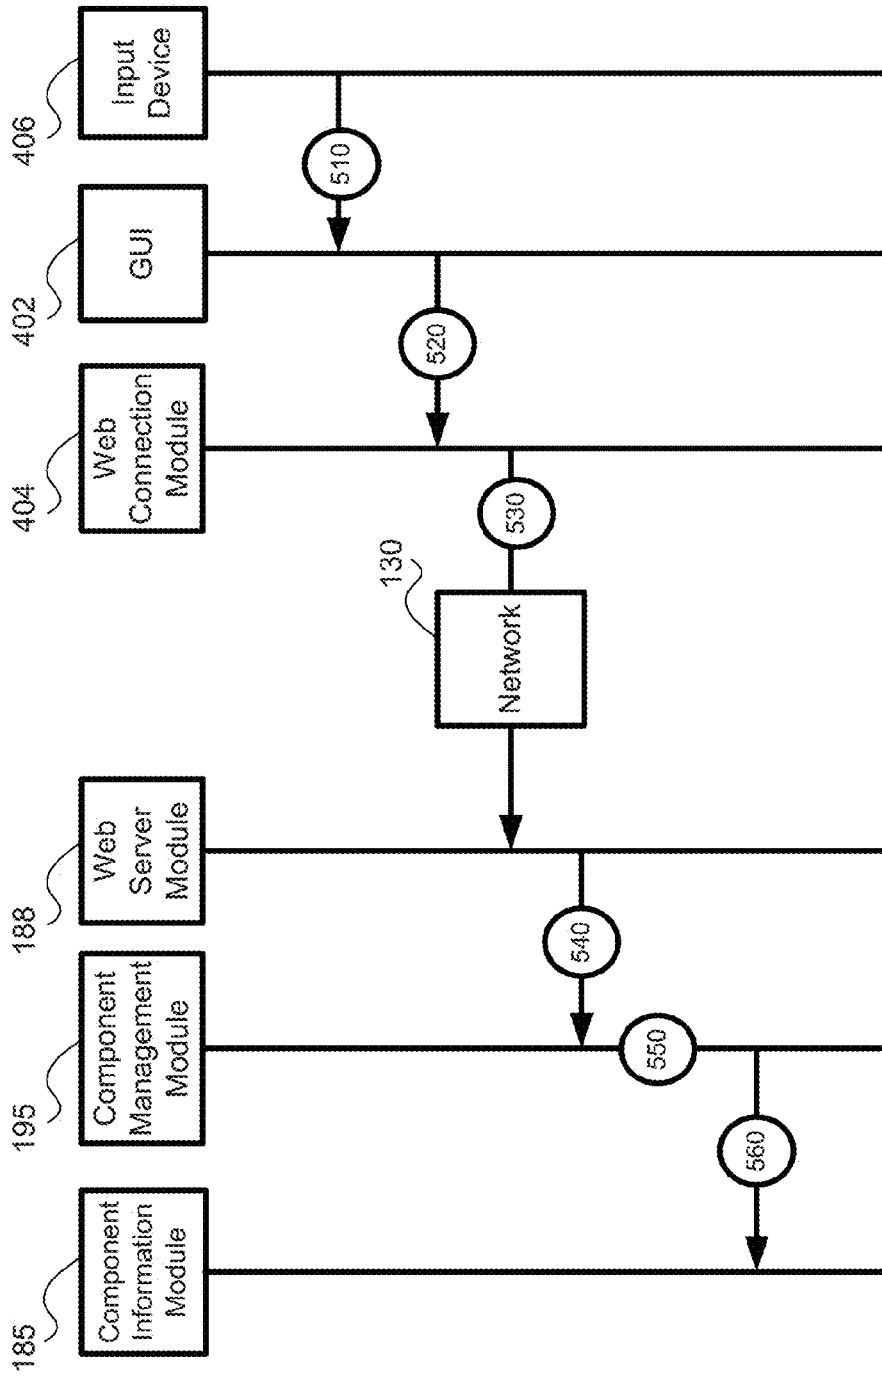 185
Component
Information
Module
195
Component
Management
Module
188
Web
Server
Module
130
Network
404
Web
Connection
Module
402
GUI
406
Input
Device
510
520
530
540
550
560